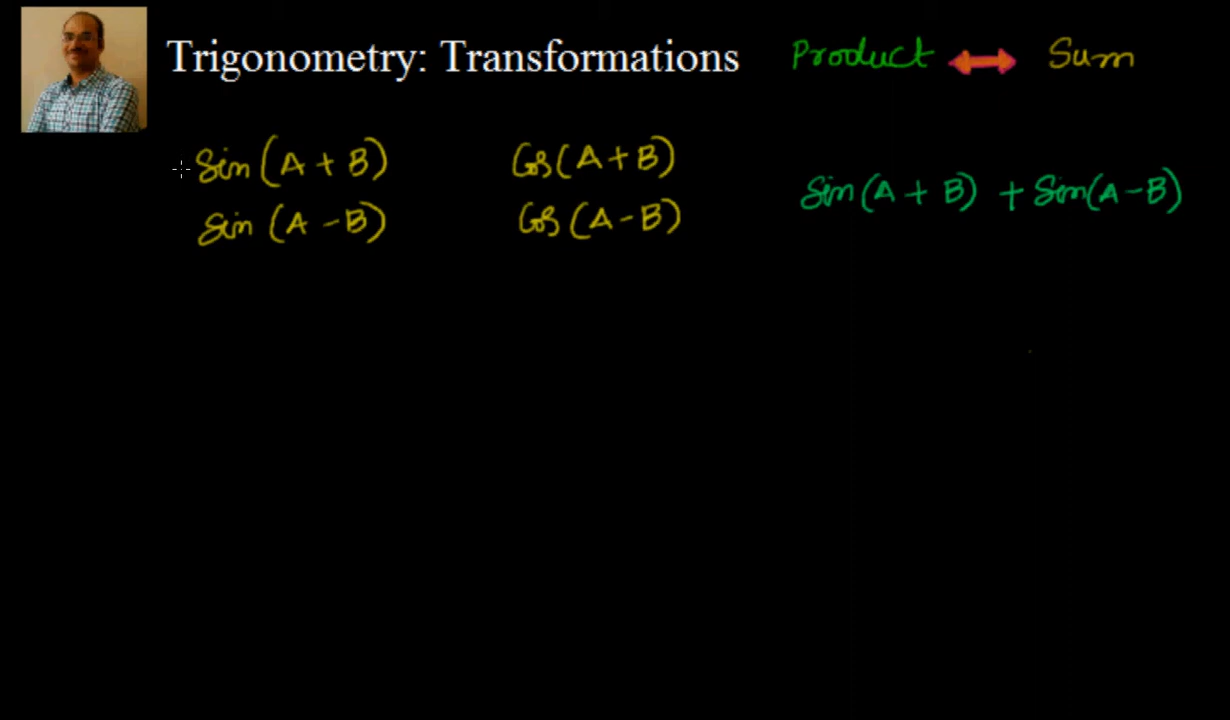 Trigonometry: Transformations Product ↔ Sum
Sin (A + B) Cos (A + B) Sin (A + B) + Sin (A - B)
Sin (A - B) Cos (A - B)